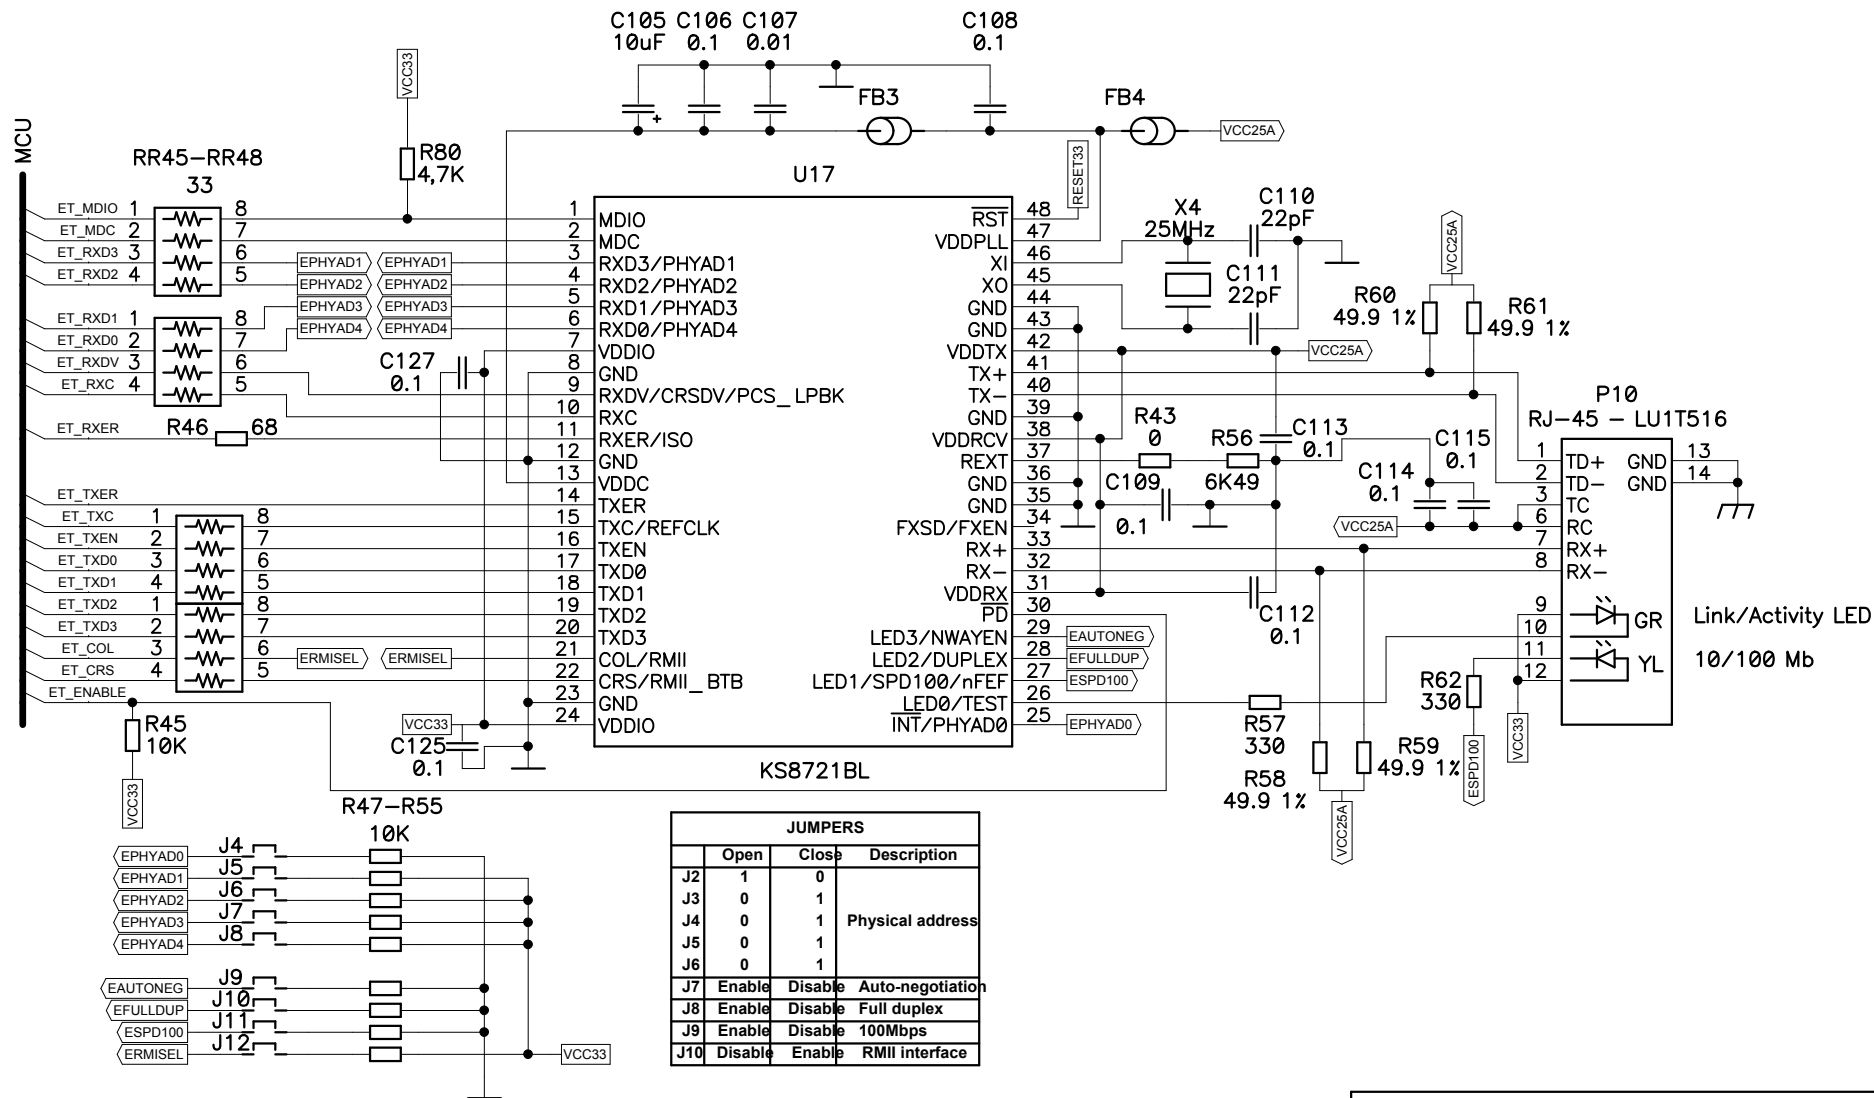 C105 C106 C107 C108
10uF 0.1 0.01 0.1
VCC33
FB3 FB4
VCC25A
MCU
RR45-RR48
33
R80
4,7K
U17
RESET33
ET_MDIO 1 8
ET_MDC 2 7
ET_RXD3 3 6
ET_RXD2 4 5
EPHYAD1 EPHYAD1
EPHYAD2 EPHYAD2
EPHYAD3 EPHYAD3
EPHYAD4 EPHYAD4
ET_RXD1 1 8
ET_RXD0 2 7
ET_RXDV 3 6
ET_RXC 4 5
ET_RXER R46 68
C127
0.1
ET_TXER
ET_TXC 1 8
ET_TXEN 2 7
ET_TXD0 3 6
ET_TXD1 4 5
ET_TXD2 1 8
ET_TXD3 2 7
ET_COL 3 6
ET_CRS 4 5
ERMISEL ERMISEL
ET_ENABLE
R45
10K
VCC33
VCC33
C125
0.1
1 MDIO
2 MDC
3 RXD3/PHYAD1
4 RXD2/PHYAD2
5 RXD1/PHYAD3
6 RXD0/PHYAD4
7 VDDIO
8 GND
9 RXDV/CRSDV/PCS_LPBK
10 RXC
11 RXER/ISO
12 GND
13 VDDC
14 TXER
15 TXC/REFCLK
16 TXEN
17 TXD0
18 TXD1
19 TXD2
20 TXD3
21 COL/RMII
22 CRS/RMII_BTB
23 GND
24 VDDIO
RST 48
VDDPLL 47
XI 46
XO 45
GND 44
GND 43
VDDTX 42
TX+ 41
TX- 40
GND 39
VDDRCV 38
REXT 37
GND 36
GND 35
FXSD/FXEN 34
RX+ 33
RX- 32
VDDRX 31
PD 30
LED3/NWAYEN 29 EAUTONEG
LED2/DUPLEX 28 EFULLDUP
LED1/SPD100/nFEF 27 ESPD100
LED0/TEST 26
INT/PHYAD0 25 EPHYAD0
KS8721BL
X4
25MHz
C110
22pF
C111
22pF
VCC25A
VCC25A
R60
49.9 1%
R61
49.9 1%
R43
0
R56
6K49
C113
0.1
C109
0.1
C114
0.1
C115
0.1
VCC25A
C112
0.1
P10
RJ-45 - LU1T516
1 TD+ GND 13
2 TD- GND 14
3 TC
6 RC
7 RX+
8 RX-
9
10 GR Link/Activity LED
11
12 YL 10/100 Mb
R62
330
ESPD100
VCC33
R57
330
R58
49.9 1%
R59
49.9 1%
VCC25A
R47-R55
10K
EPHYAD0 J4
EPHYAD1 J5
EPHYAD2 J6
EPHYAD3 J7
EPHYAD4 J8
EAUTONEG J9
EFULLDUP J10
ESPD100 J11
ERMISEL J12
VCC33
JUMPERS
Open Close Description
J2 1 0
J3 0 1
J4 0 1 Physical address
J5 0 1
J6 0 1
J7 Enable Disable Auto-negotiation
J8 Enable Disable Full duplex
J9 Enable Disable 100Mbps
J10 Disable Enable RMII interface